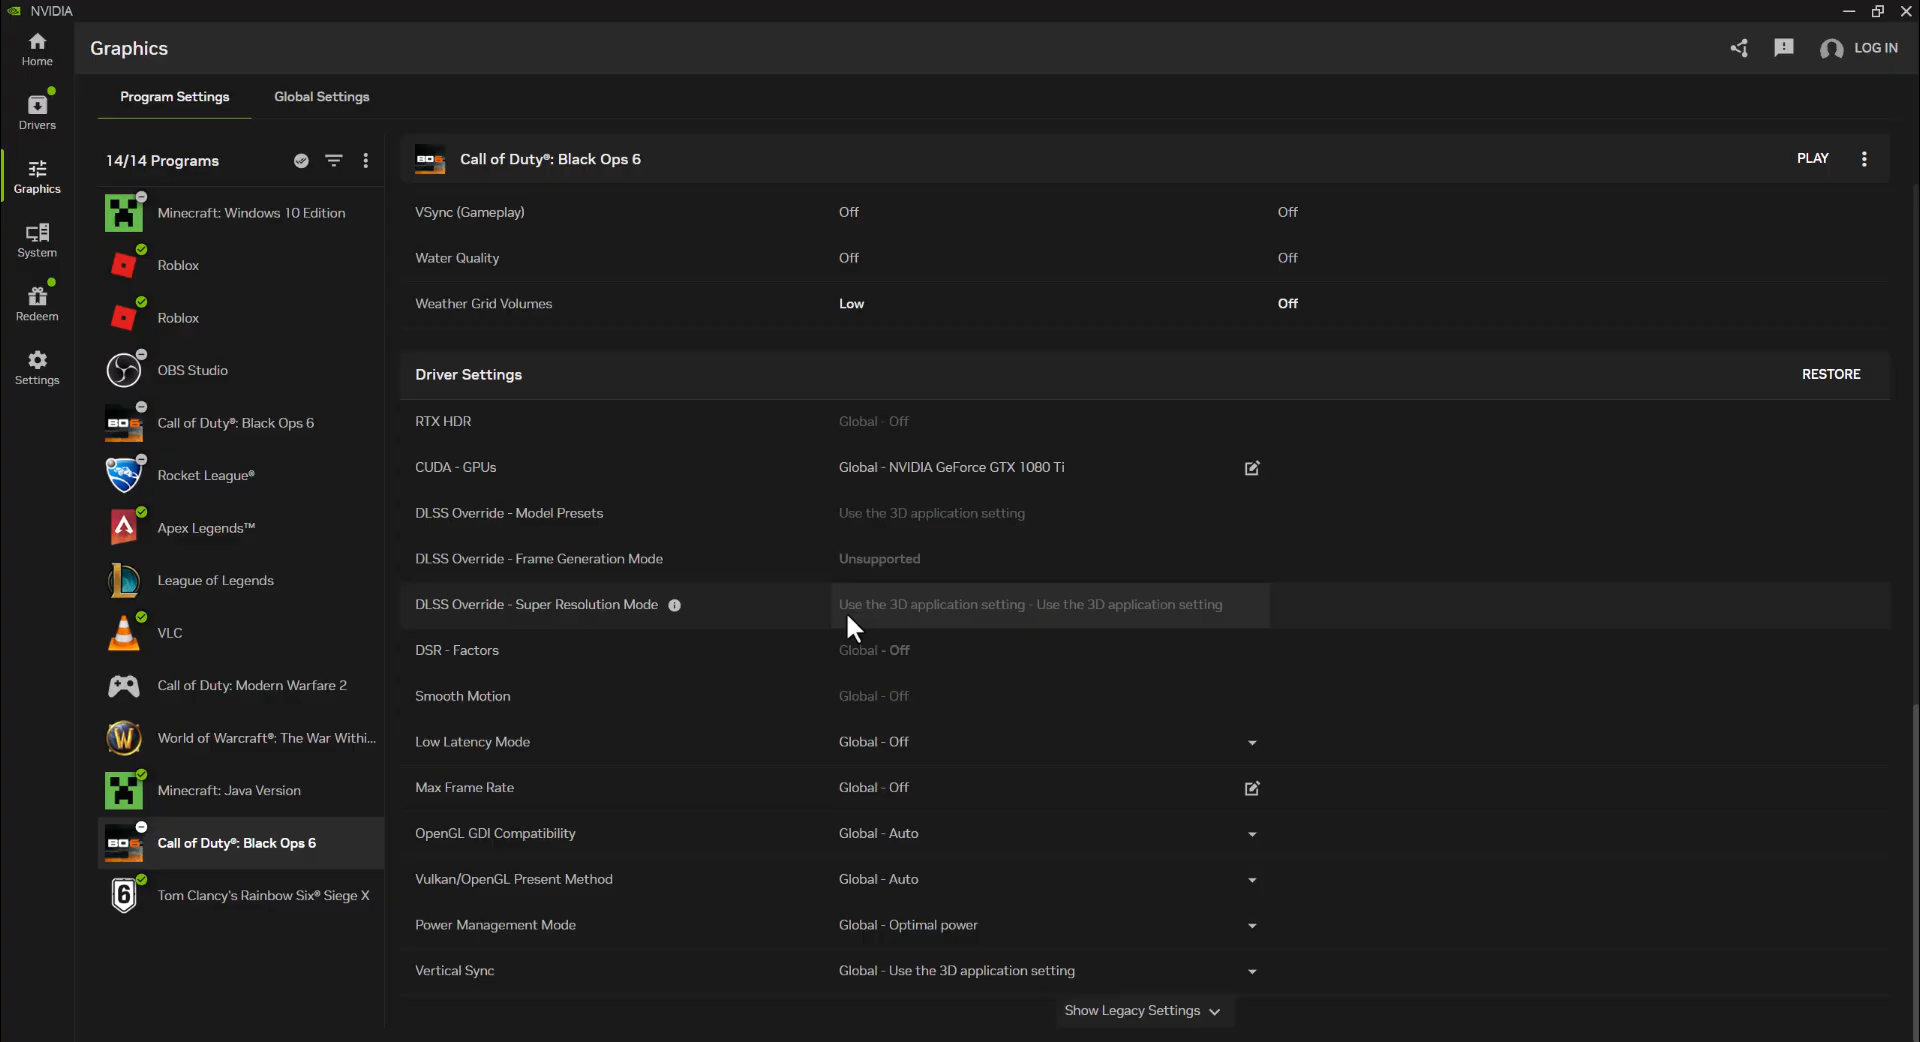 NVIDIA
Home
Drivers
Graphics
System
Redeem
Settings
Graphics
LOG IN
Program Settings
Global Settings
14/14 Programs
Minecraft: Windows 10 Edition
Roblox
Roblox
OBS Studio
BO6
Call of Duty®: Black Ops 6
Rocket League®
Apex Legends™
League of Legends
VLC
Call of Duty: Modern Warfare 2
World of Warcraft®: The War Withi...
Minecraft: Java Version
BO6
Call of Duty®: Black Ops 6
6
Tom Clancy's Rainbow Six® Siege X
BO6
Call of Duty®: Black Ops 6
PLAY
VSync (Gameplay) Off Off
Water Quality Off Off
Weather Grid Volumes Low Off
Driver Settings
RESTORE
RTX HDR Global - Off
CUDA - GPUs Global - NVIDIA GeForce GTX 1080 Ti
DLSS Override - Model Presets Use the 3D application setting
DLSS Override - Frame Generation Mode Unsupported
DLSS Override - Super Resolution Mode Use the 3D application setting - Use the 3D application setting
DSR - Factors Global - Off
Smooth Motion Global - Off
Low Latency Mode Global - Off
Max Frame Rate Global - Off
OpenGL GDI Compatibility Global - Auto
Vulkan/OpenGL Present Method Global - Auto
Power Management Mode Global - Optimal power
Vertical Sync Global - Use the 3D application setting
Show Legacy Settings